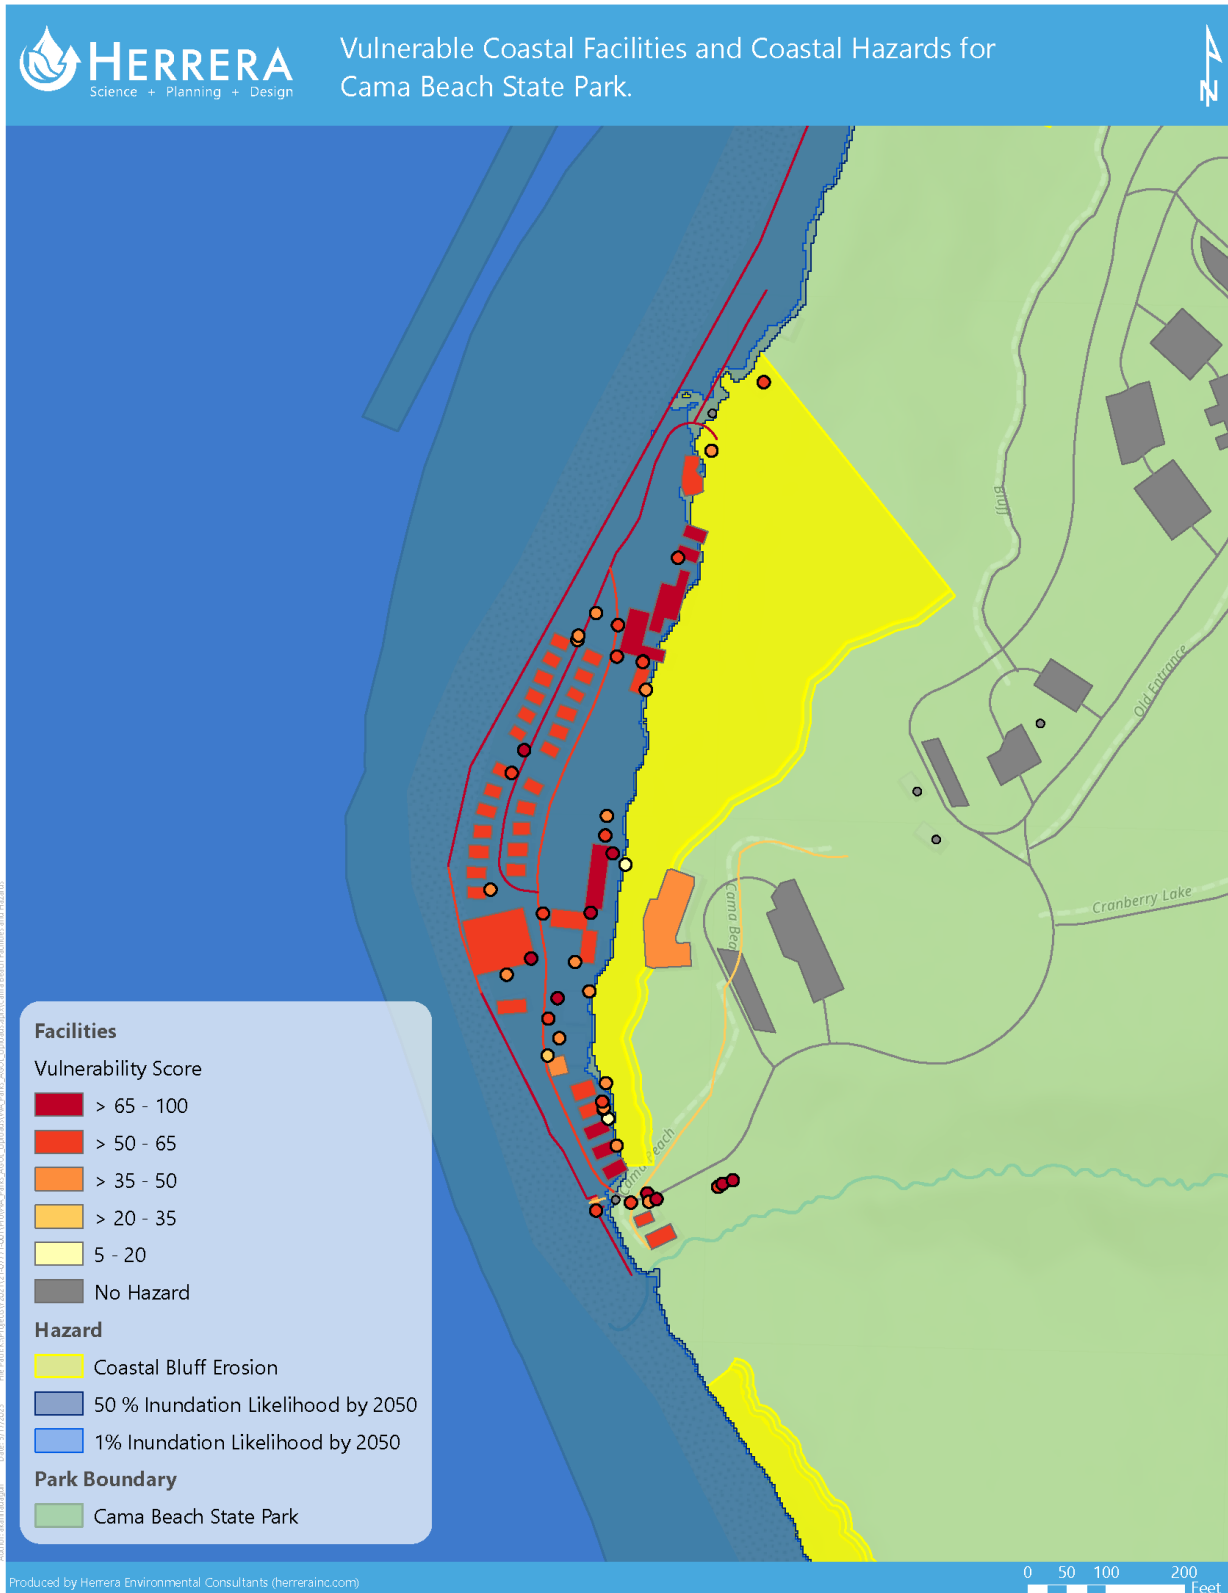 HERRERA
Science + Planning + Design
Vulnerable Coastal Facilities and Coastal Hazards for
Cama Beach State Park.
N
Bluff
Old Entrance
Cranberry Lake
Cama Bea
Cama Beach
Facilities
Vulnerability Score
> 65 - 100
> 50 - 65
> 35 - 50
> 20 - 35
5 - 20
No Hazard
Hazard
Coastal Bluff Erosion
50 % Inundation Likelihood by 2050
1% Inundation Likelihood by 2050
Park Boundary
Cama Beach State Park
Produced by Herrera Environmental Consultants (herrerainc.com)
0 50 100 200
Feet